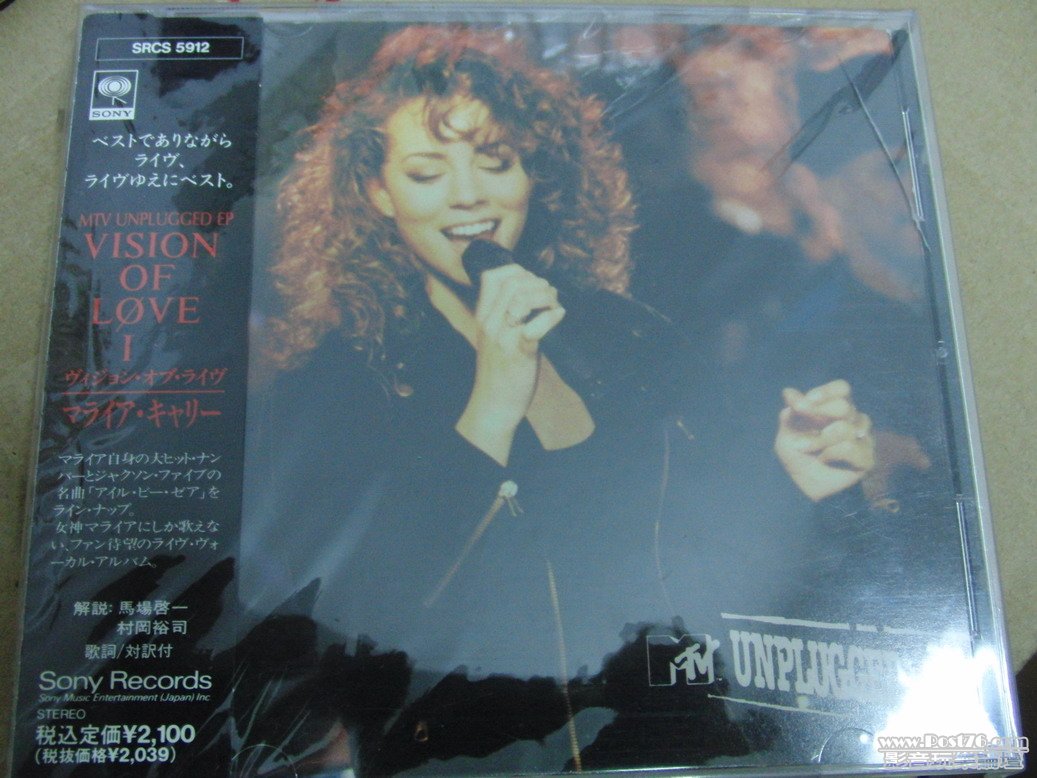 SRCS 5912
SONY
ベストでありながら
ライヴ、
ライヴゆえにベスト。
MTV UNPLUGGED EP
VISION
OF
LØVE
I
ヴィジョン・オブ・ライヴ
マライア・キャリー
マライア自身の大ヒット・ナン
バーとジャクソン・ファイブの
名曲「アイル・ビー・ゼア」を
ライン・ナップ。
女神マライアにしか歌えな
い、ファン待望のライヴ・ヴォ
ーカル・アルバム。
解説: 馬場啓一
村岡裕司
歌詞/対訳付
Sony Records
Sony Music Entertainment (Japan) Inc
STEREO
税込定価¥2,100
(税抜価格¥2,039)
MTV UNPLUGGE
www.Post76.com
影音玩